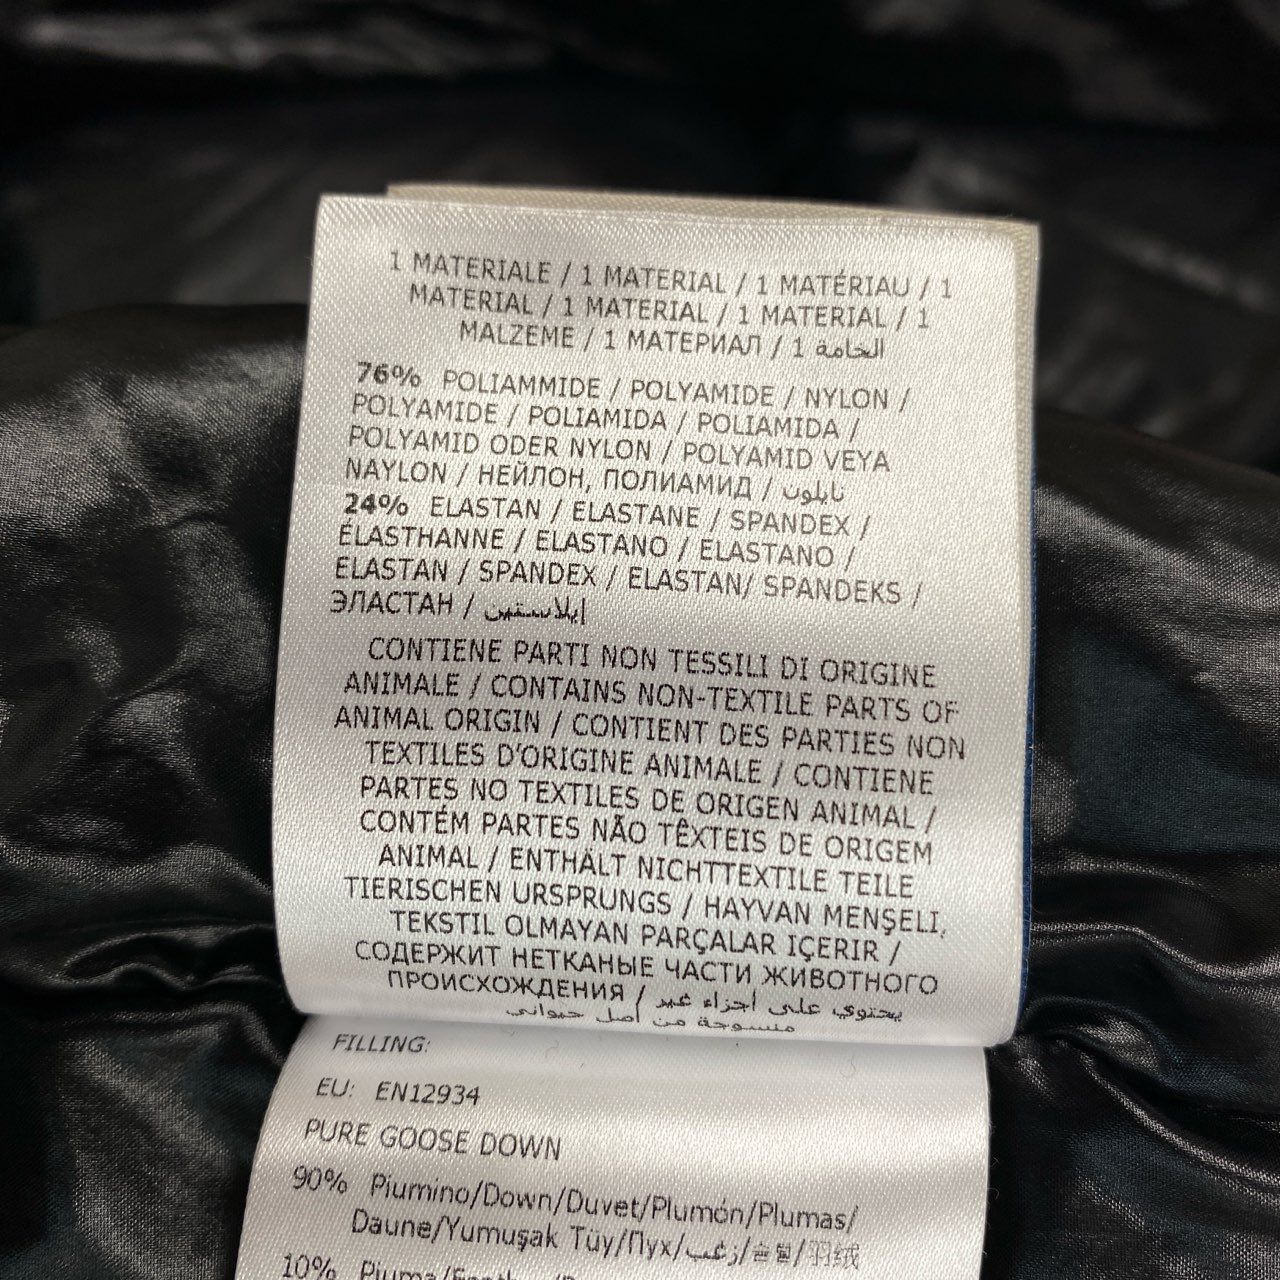 1 MATERIALE / 1 MATERIAL / 1 MATÉRIAU / 1
MATERIAL / 1 MATERIAL / 1 MATERIAL / 1
MALZEME / 1 МАТЕРИАЛ / 1 الخامة
76% POLIAMMIDE / POLYAMIDE / NYLON /
POLYAMIDE / POLIAMIDA / POLIAMIDA /
POLYAMID ODER NYLON / POLYAMID VEYA
NAYLON / НЕЙЛОН, ПОЛИАМИД / نايلون
24% ELASTAN / ELASTANE / SPANDEX /
ÉLASTHANNE / ELASTANO / ELASTANO /
ELASTAN / SPANDEX / ELASTAN/ SPANDEKS /
ЭЛАСТАН / إيلاستين
CONTIENE PARTI NON TESSILI DI ORIGINE
ANIMALE / CONTAINS NON-TEXTILE PARTS OF
ANIMAL ORIGIN / CONTIENT DES PARTIES NON
TEXTILES D'ORIGINE ANIMALE / CONTIENE
PARTES NO TEXTILES DE ORIGEN ANIMAL /
CONTÉM PARTES NÃO TÊXTEIS DE ORIGEM
ANIMAL / ENTHÄLT NICHTTEXTILE TEILE
TIERISCHEN URSPRUNGS / HAYVAN MENŞELI,
TEKSTİL OLMAYAN PARÇALAR IÇERIR /
СОДЕРЖИТ НЕТКАНЫЕ ЧАСТИ ЖИВОТНОГО
ПРОИСХОЖДЕНИЯ / يحتوي على أجزاء غير
منسوجة من أصل حيواني
FILLING:
EU: EN12934
PURE GOOSE DOWN
90% Piumino/Down/Duvet/Plumón/Plumas/
Daune/Yumuşak Tüy/Пух/زغب/솜털/羽绒
10% Piuma/